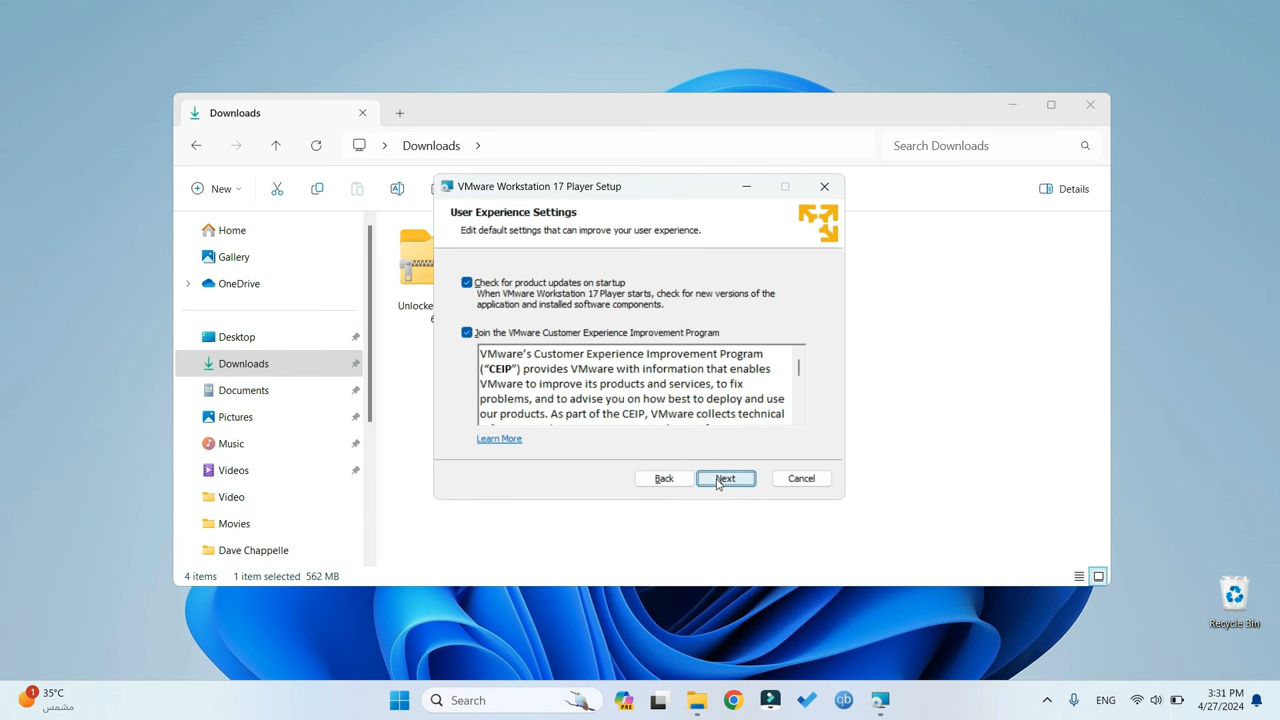 Downloads
Downloads
Search Downloads
New
Details
VMware Workstation 17 Player Setup
User Experience Settings
Edit default settings that can improve your user experience.
Home
Gallery
OneDrive
Desktop
Downloads
Documents
Pictures
Music
Videos
Video
Movies
Dave Chappelle
Unlocke
6
Check for product updates on startup
When VMware Workstation 17 Player starts, check for new versions of the
application and installed software components.
Join the VMware Customer Experience Improvement Program
VMware's Customer Experience Improvement Program
("CEIP") provides VMware with information that enables
VMware to improve its products and services, to fix
problems, and to advise you on how best to deploy and use
our products. As part of the CEIP, VMware collects technical
Learn More
Back
Next
Cancel
4 items 1 item selected 562 MB
Recycle Bin
1
35°C
مشمس
Search
PRE
qb
ENG
3:31 PM
4/27/2024